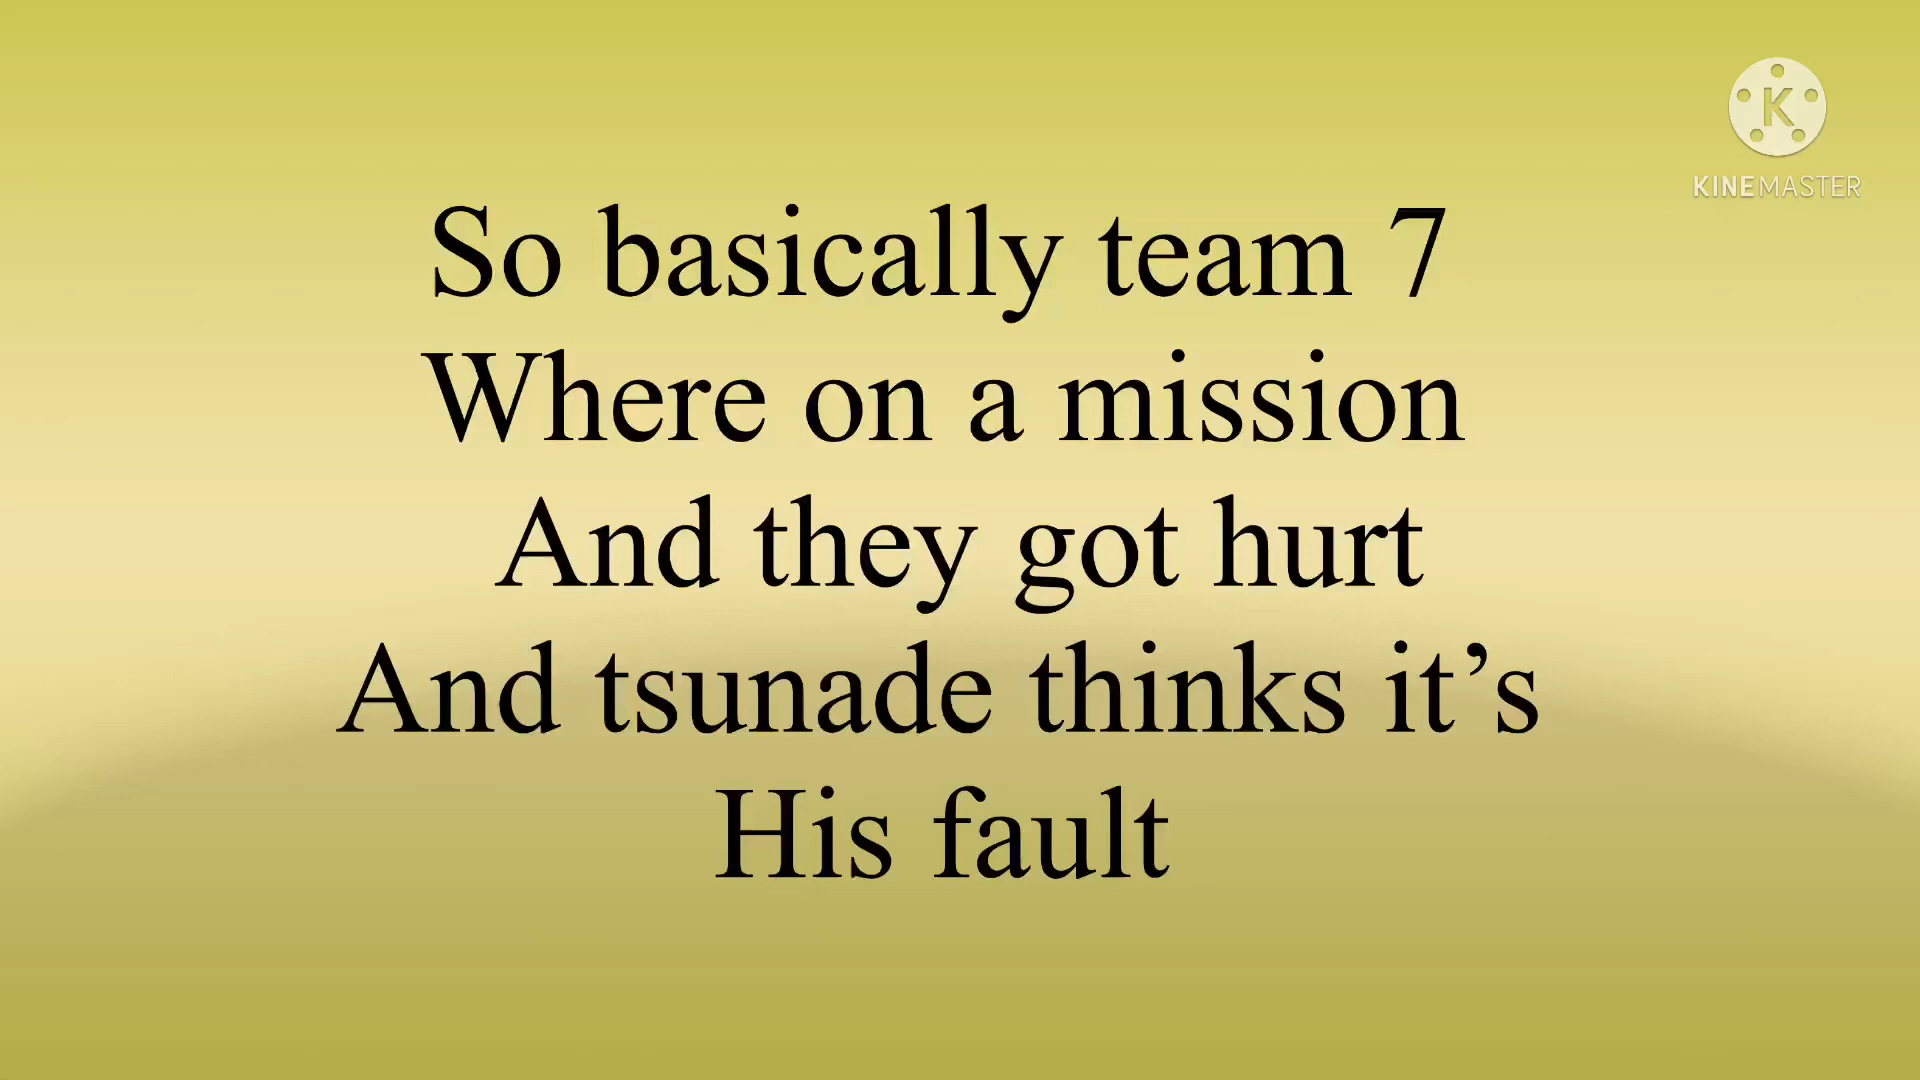 K
KINEMASTER
So basically team 7
Where on a mission
And they got hurt
And tsunade thinks it’s
His fault